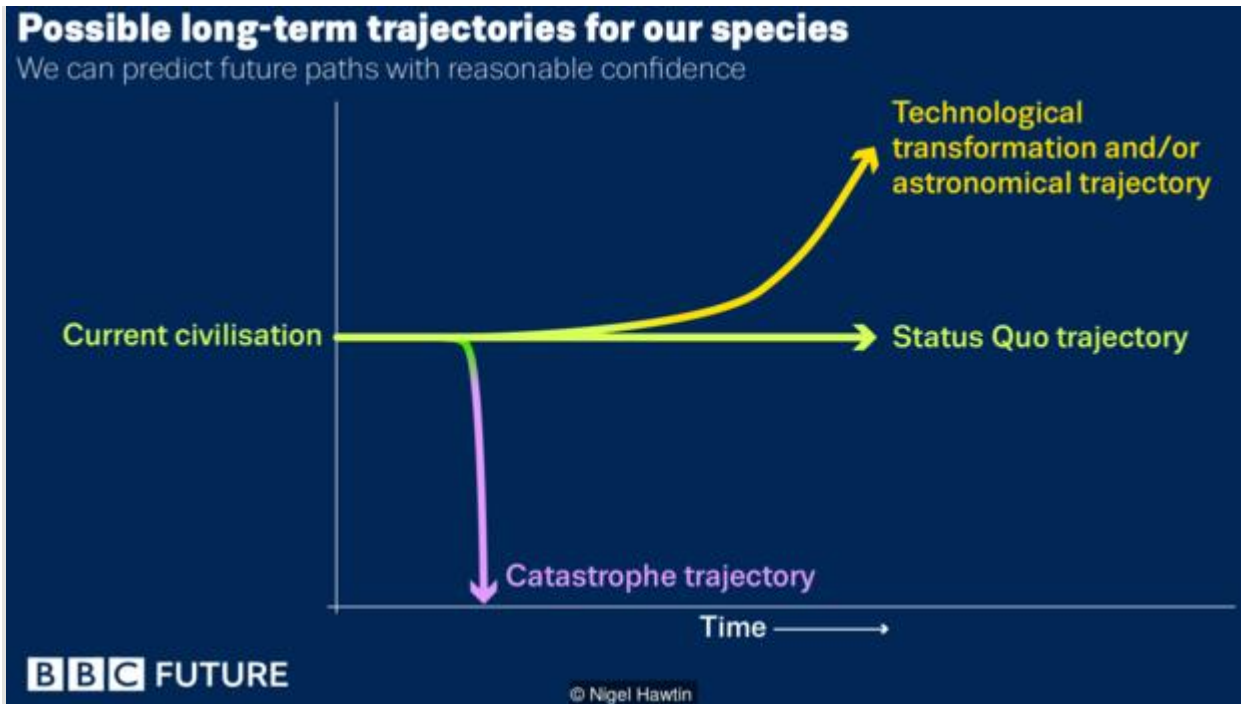 Possible long-term trajectories for our species
We can predict future paths with reasonable confidence
Technological
transformation and/or
astronomical trajectory
Current civilisation
Status Quo trajectory
Catastrophe trajectory
Time
BBC FUTURE
© Nigel Hawtin